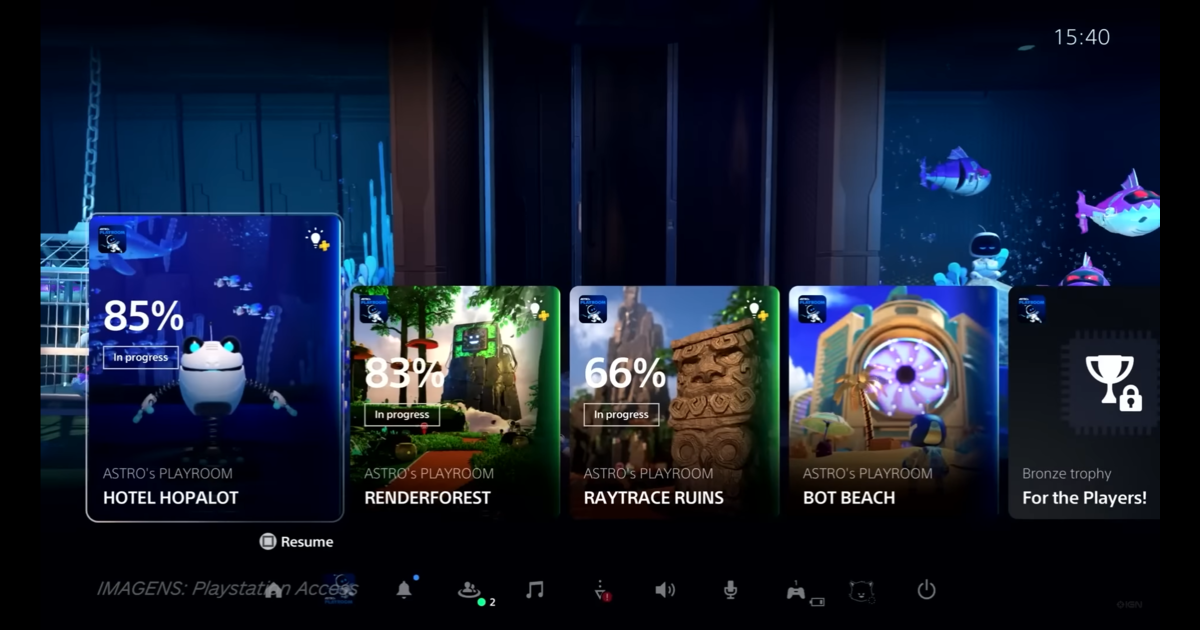 15:40
85%
In progress
ASTRO's PLAYROOM
HOTEL HOPALOT
83%
In progress
ASTRO's PLAYROOM
RENDERFOREST
66%
In progress
ASTRO's PLAYROOM
RAYTRACE RUINS
ASTRO's PLAYROOM
BOT BEACH
Bronze trophy
For the Players!
Resume
IMAGENS: Playstation Access
2
IGN